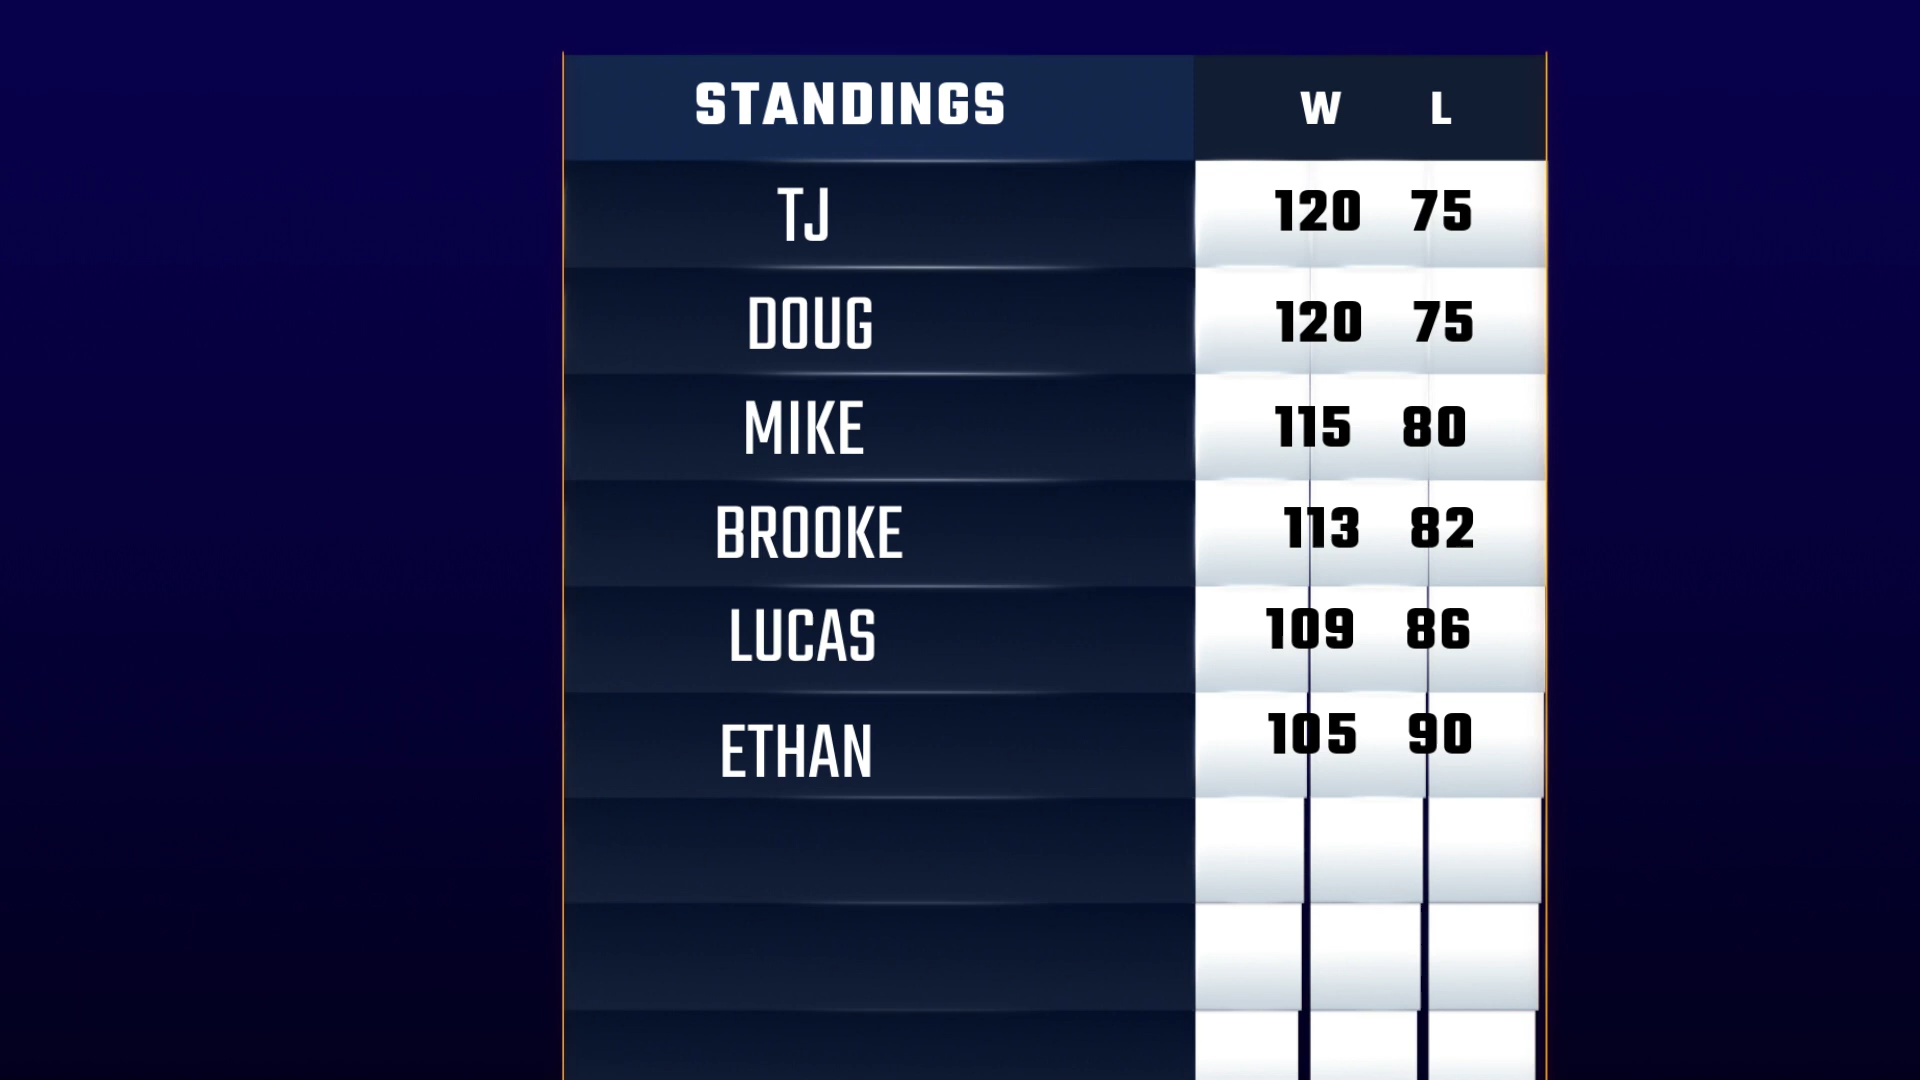 STANDINGS W L
TJ 120 75
DOUG 120 75
MIKE 115 80
BROOKE 113 82
LUCAS 109 86
ETHAN 105 90